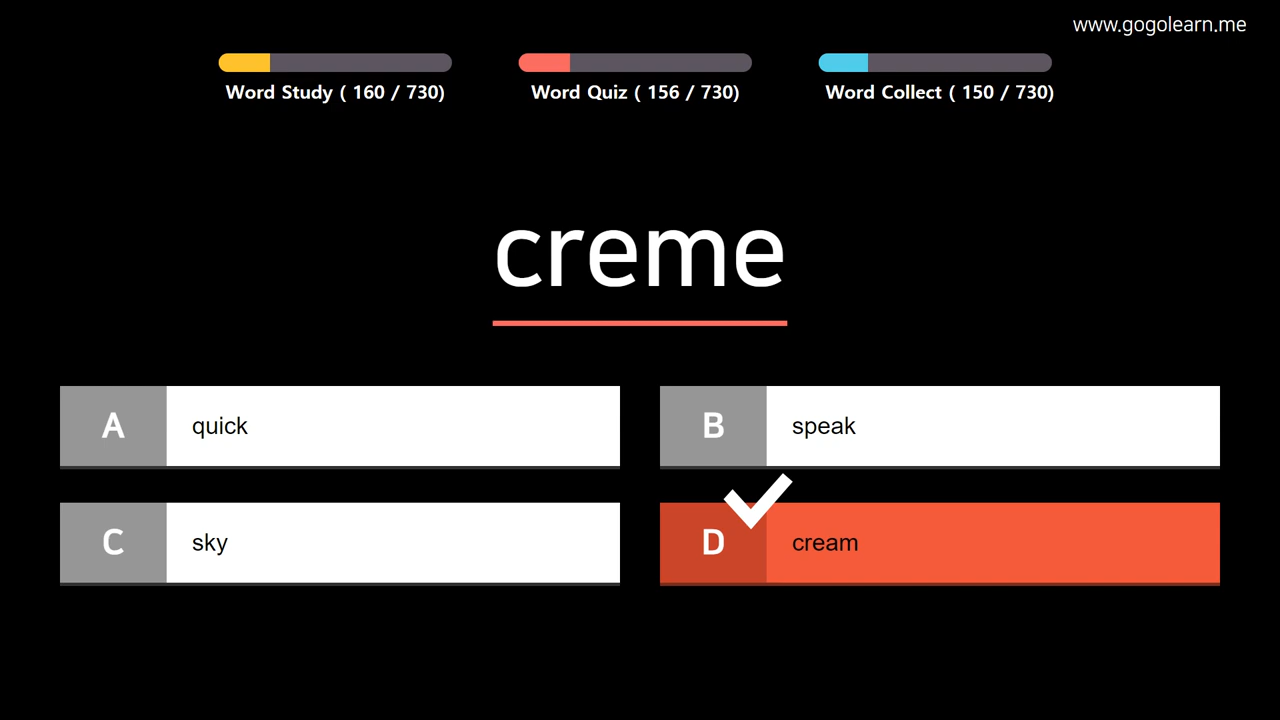 www.gogolearn.me
Word Study ( 160 / 730)
Word Quiz ( 156 / 730)
Word Collect ( 150 / 730)
creme
A quick
B speak
C sky
D cream